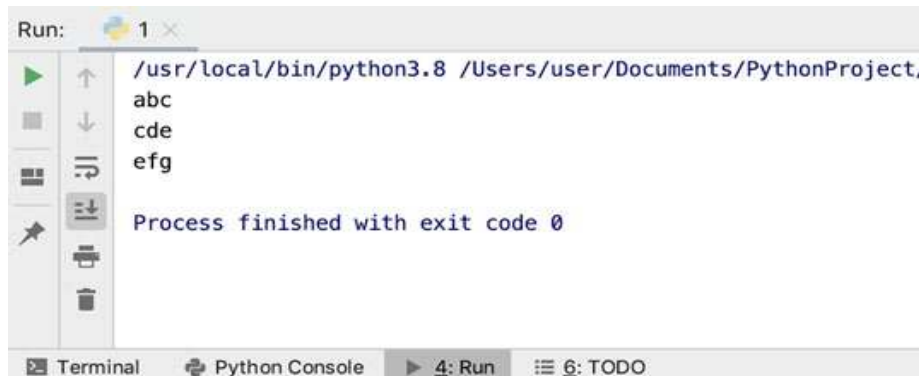 Run: 1
/usr/local/bin/python3.8 /Users/user/Documents/PythonProject/
abc
cde
efg
Process finished with exit code 0
Terminal Python Console 4: Run 6: TODO